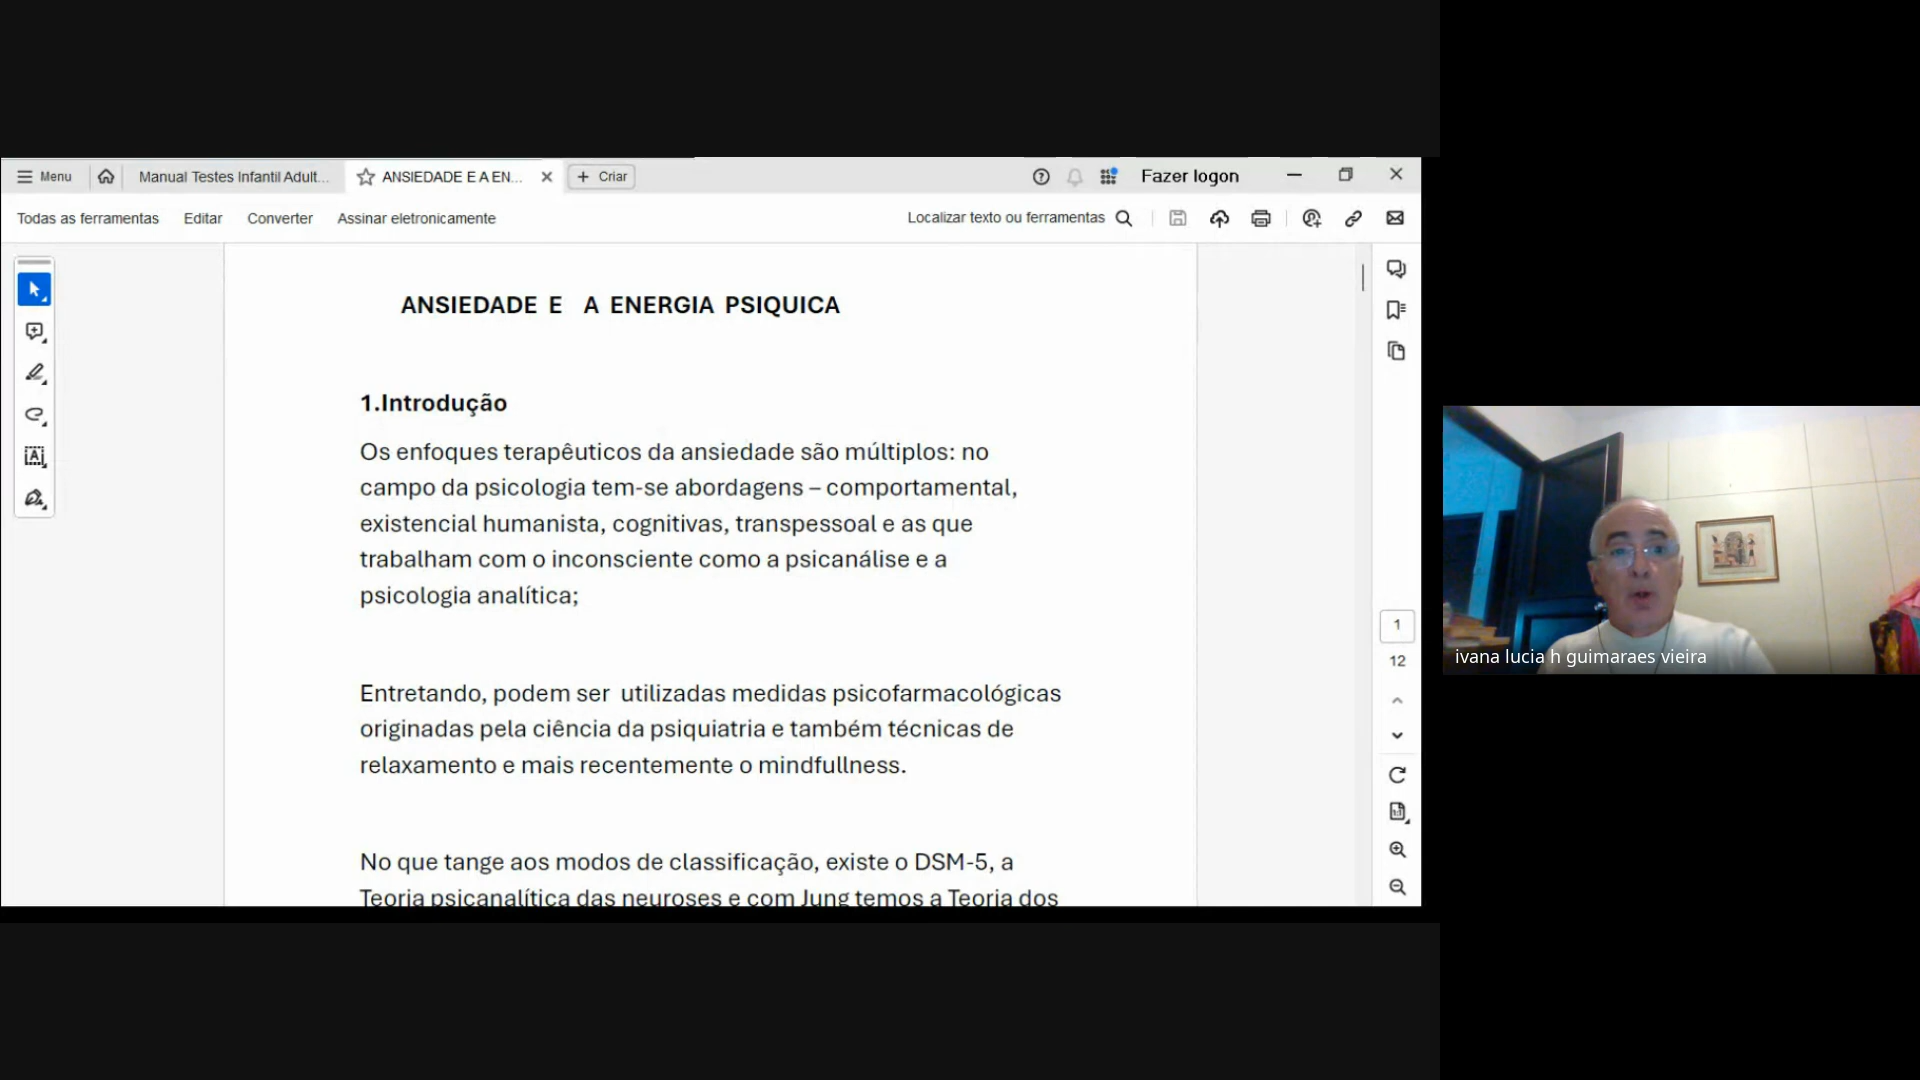 Menu
Manual Testes Infantil Adult...
ANSIEDADE E A EN...
Criar
Fazer logon
Todas as ferramentas
Editar
Converter
Assinar eletronicamente
Localizar texto ou ferramentas
ANSIEDADE E A ENERGIA PSIQUICA
1.Introdução
Os enfoques terapêuticos da ansiedade são múltiplos: no
campo da psicologia tem-se abordagens – comportamental,
existencial humanista, cognitivas, transpessoal e as que
trabalham com o inconsciente como a psicanálise e a
psicologia analítica;
Entretando, podem ser utilizadas medidas psicofarmacológicas
originadas pela ciência da psiquiatria e também técnicas de
relaxamento e mais recentemente o mindfullness.
No que tange aos modos de classificação, existe o DSM-5, a
Teoria psicanalítica das neuroses e com Jung temos a Teoria dos
1
12
ivana lucia h guimaraes vieira